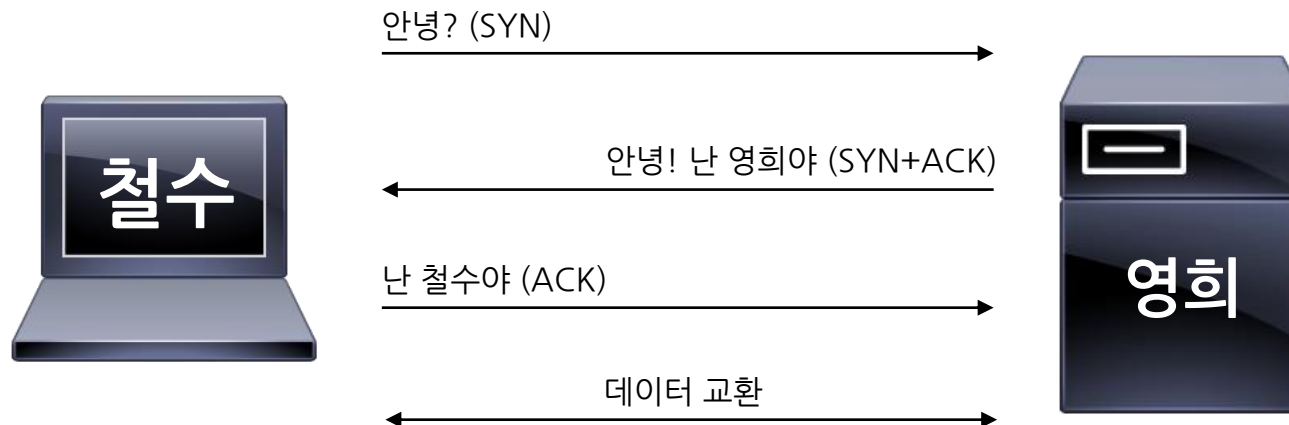 안녕? (SYN)
안녕! 난 영희야 (SYN+ACK)
철수
난 철수야 (ACK)
영희
데이터 교환